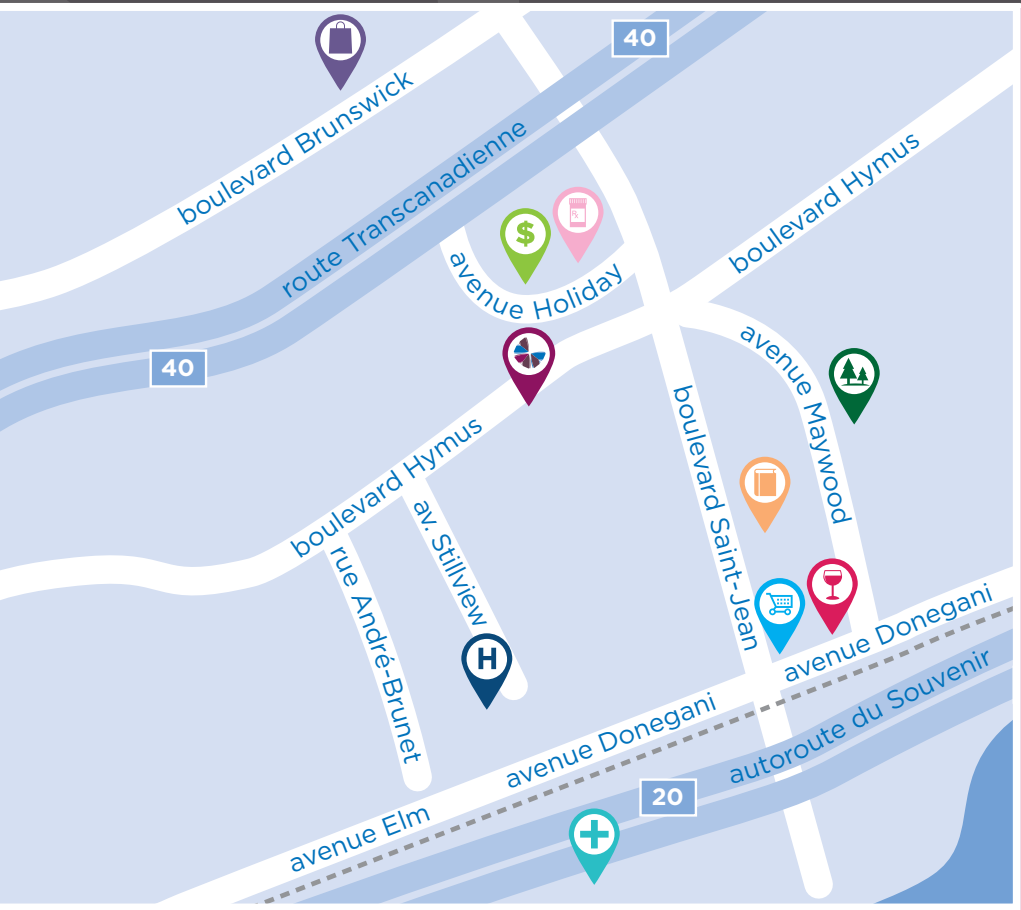 40
boulevard Brunswick
route Transcanadienne
boulevard Hymus
$
℞
avenue Holiday
40
avenue Maywood
boulevard Hymus
boulevard Saint-Jean
av. Stillview
rue André-Brunet
H
avenue Donegani
avenue Donegani
autoroute du Souvenir
20
avenue Elm